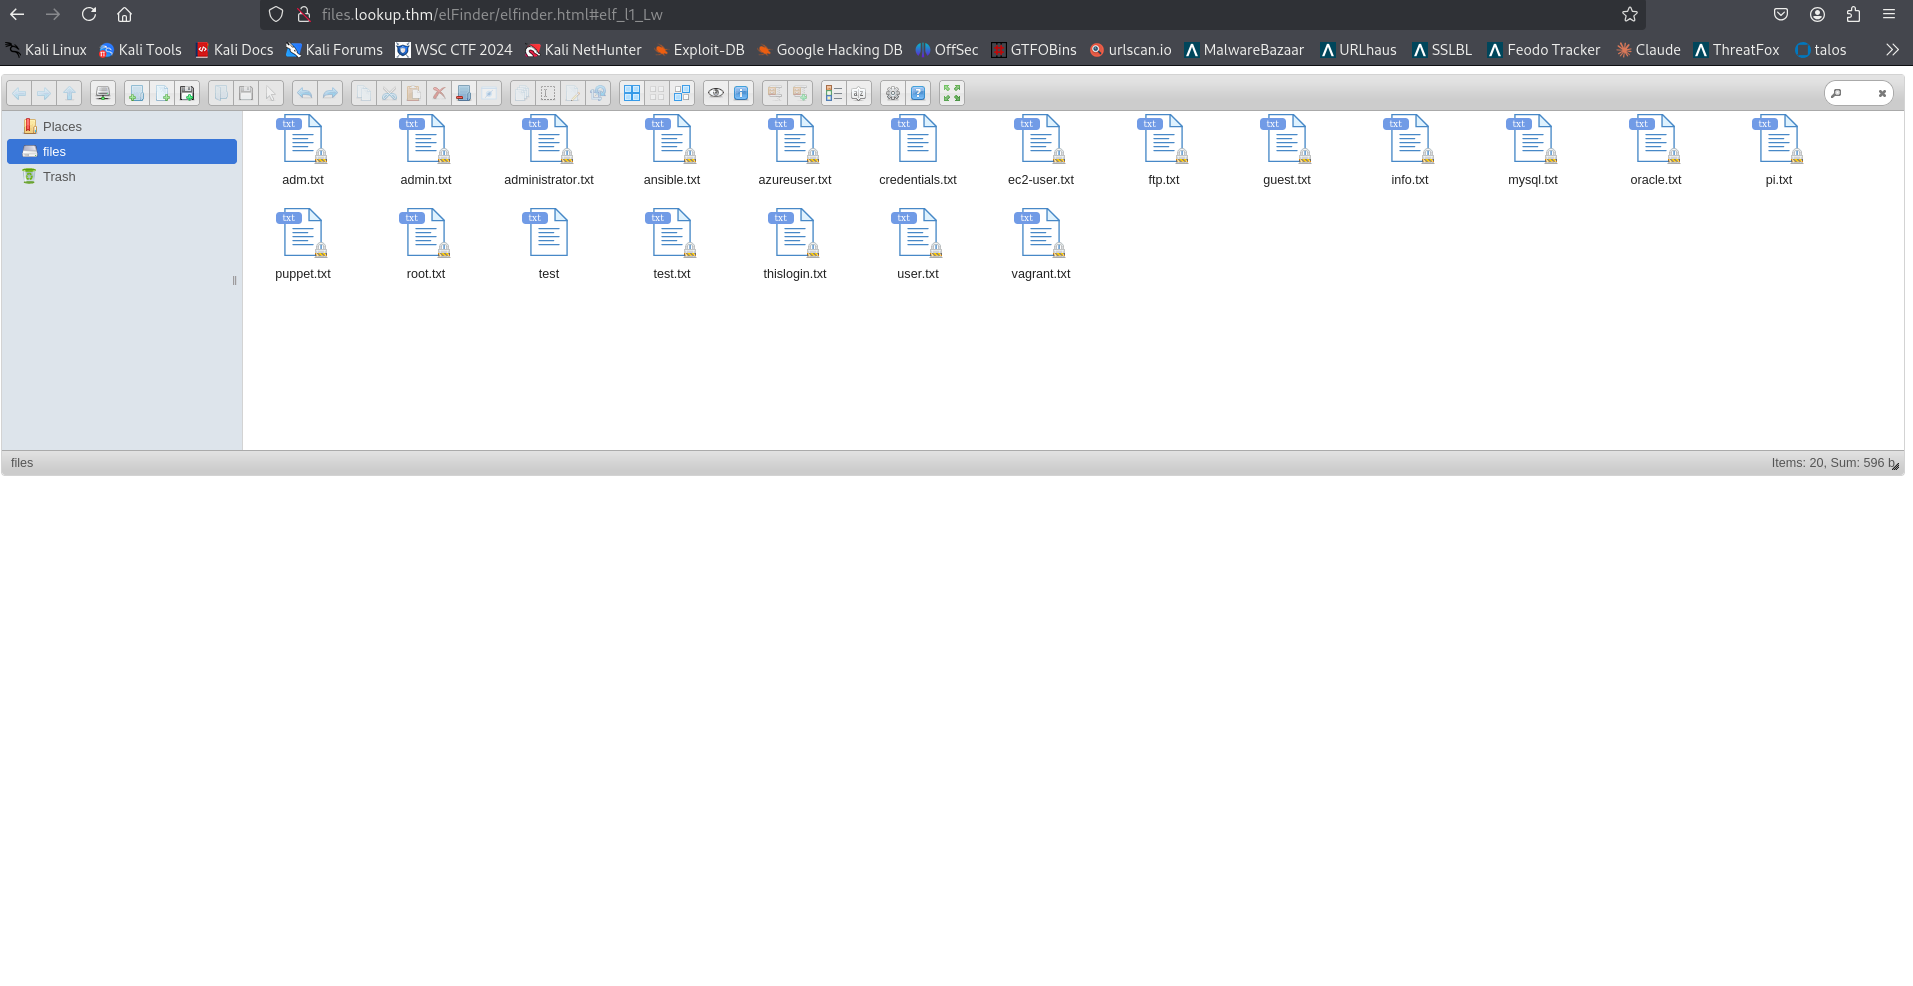 files.lookup.thm/elFinder/elfinder.html#elf_l1_Lw
Kali Linux Kali Tools Kali Docs Kali Forums WSC CTF 2024 Kali NetHunter Exploit-DB Google Hacking DB OffSec GTFOBins urlscan.io MalwareBazaar URLhaus SSLBL Feodo Tracker Claude ThreatFox talos
Places
files
Trash
txt txt txt txt txt txt txt txt txt txt txt txt txt
adm.txt admin.txt administrator.txt ansible.txt azureuser.txt credentials.txt ec2-user.txt ftp.txt guest.txt info.txt mysql.txt oracle.txt pi.txt
txt txt txt txt txt txt txt
puppet.txt root.txt test test.txt thislogin.txt user.txt vagrant.txt
files Items: 20, Sum: 596 b